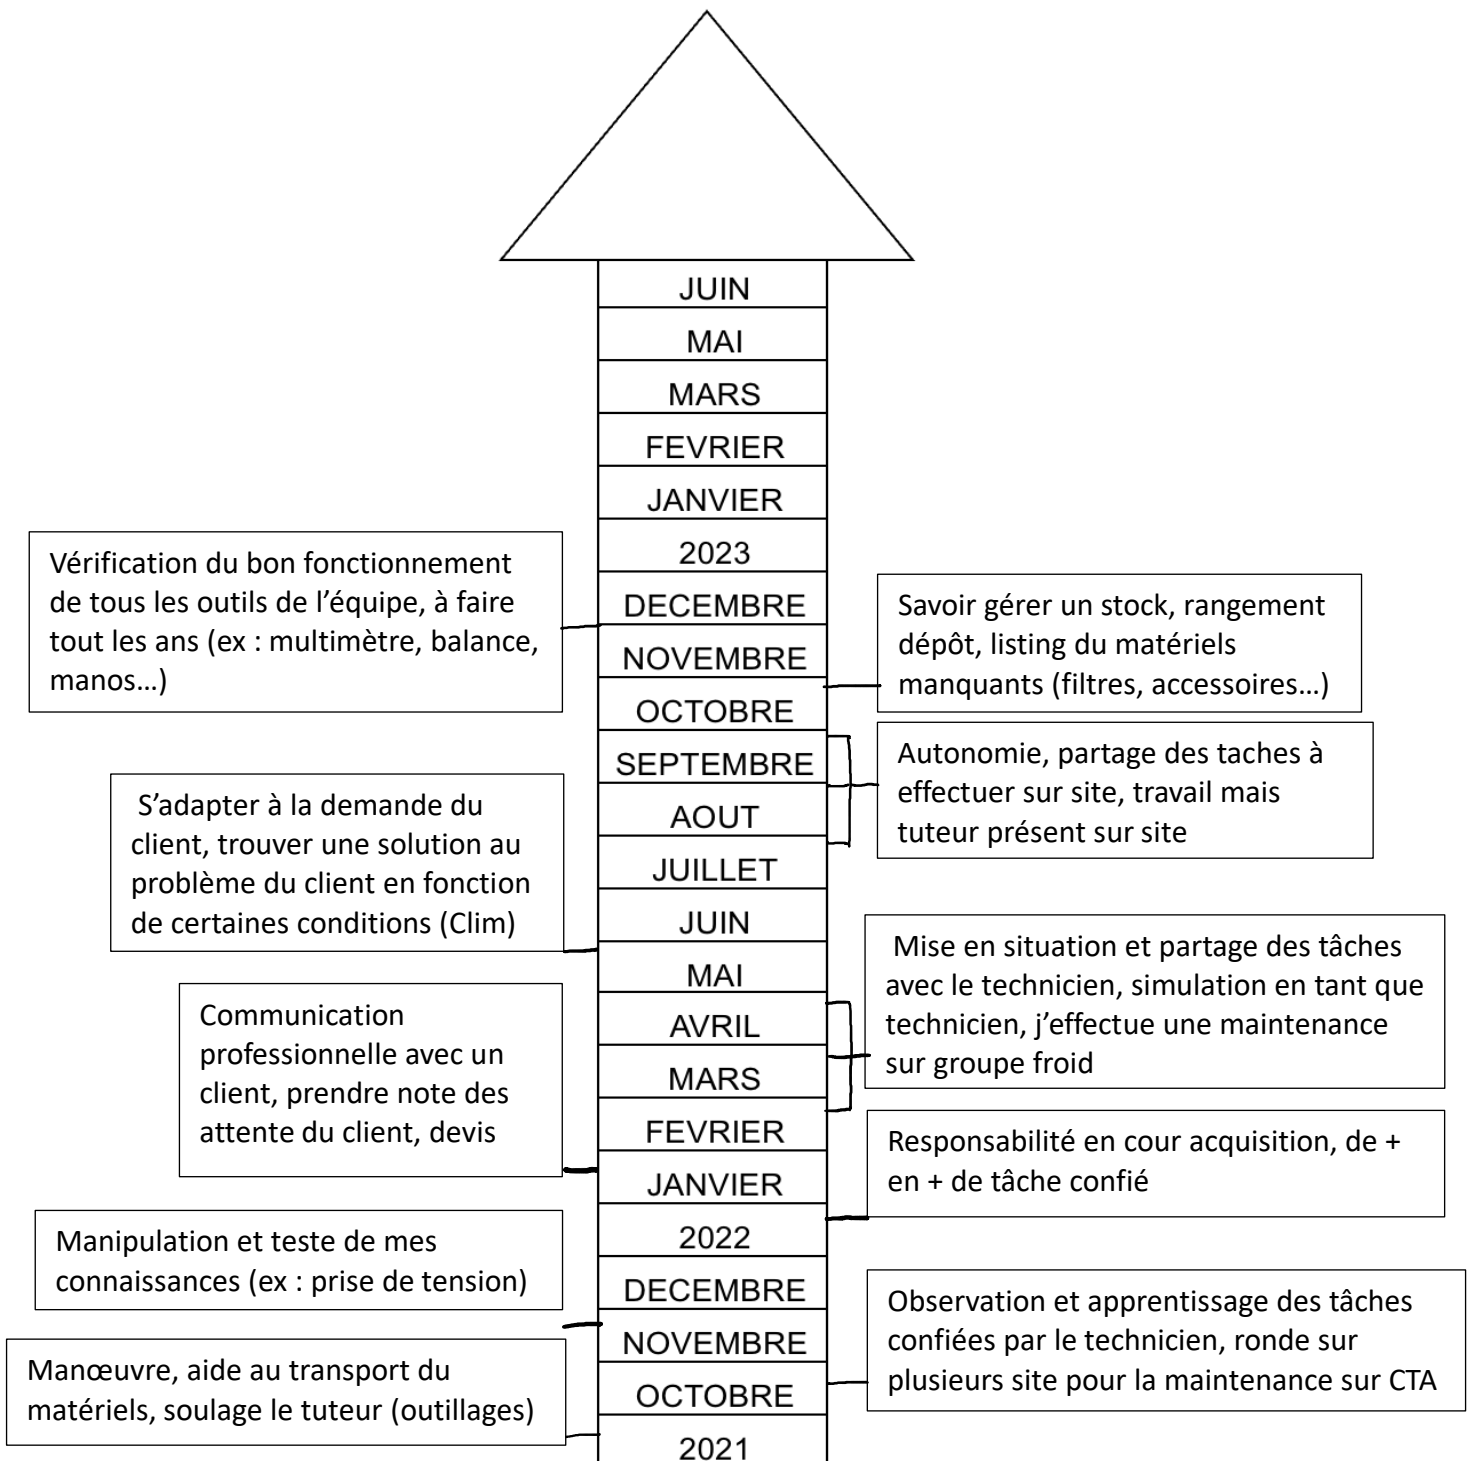 JUIN
MAI
MARS
FEVRIER
JANVIER
2023
DECEMBRE
NOVEMBRE
OCTOBRE
SEPTEMBRE
AOUT
JUILLET
JUIN
MAI
AVRIL
MARS
FEVRIER
JANVIER
2022
DECEMBRE
NOVEMBRE
OCTOBRE
2021
Vérification du bon fonctionnement
de tous les outils de l’équipe, à faire
tout les ans (ex : multimètre, balance,
manos…)
Savoir gérer un stock, rangement
dépôt, listing du matériels
manquants (filtres, accessoires…)
Autonomie, partage des taches à
effectuer sur site, travail mais
tuteur présent sur site
S’adapter à la demande du
client, trouver une solution au
problème du client en fonction
de certaines conditions (Clim)
Mise en situation et partage des tâches
avec le technicien, simulation en tant que
technicien, j’effectue une maintenance
sur groupe froid
Communication
professionnelle avec un
client, prendre note des
attente du client, devis
Responsabilité en cour acquisition, de +
en + de tâche confié
Manipulation et teste de mes
connaissances (ex : prise de tension)
Observation et apprentissage des tâches
confiées par le technicien, ronde sur
plusieurs site pour la maintenance sur CTA
Manœuvre, aide au transport du
matériels, soulage le tuteur (outillages)